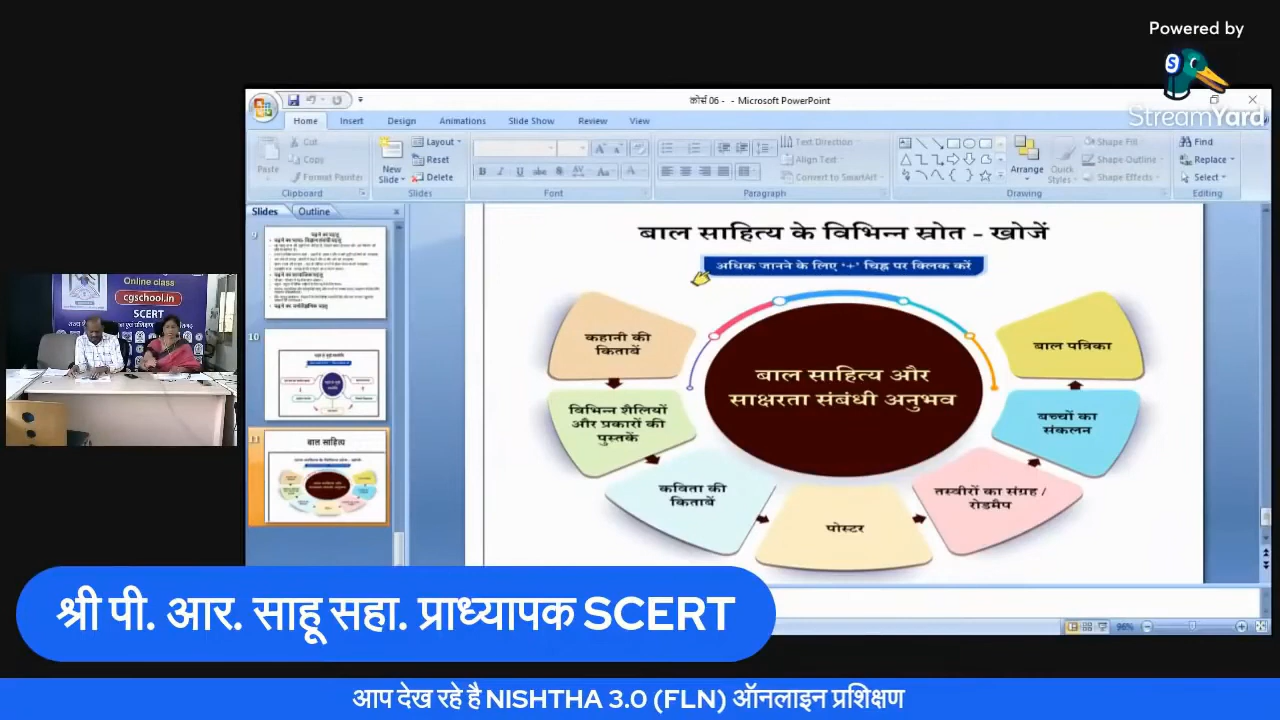 Powered by
StreamYard
कोर्स 06 - - Microsoft PowerPoint
Home Insert Design Animations Slide Show Review View
Paste
Cut
Copy
Format Painter
Clipboard
New Slide
Layout
Reset
Delete
Slides
Font
Text Direction
Align Text
Convert to SmartArt
Paragraph
Arrange
Quick Styles
Shape Fill
Shape Outline
Shape Effects
Drawing
Find
Replace
Select
Editing
Slides Outline
10
11
बाल साहित्य
बाल साहित्य के विभिन्न स्रोत - खोजें
अधिक जानने के लिए '+' चिह्न पर क्लिक करें
बाल साहित्य और
साक्षरता संबंधी अनुभव
कहानी की
किताबें
विभिन्न शैलियों
और प्रकारों की
पुस्तकें
कविता की
किताबें
पोस्टर
तस्वीरों का संग्रह /
रोडमैप
बच्चों का
संकलन
बाल पत्रिका
96%
Online class
cgschool.in
SCERT
श्री पी. आर. साहू सहा. प्राध्यापक SCERT
आप देख रहे है NISHTHA 3.0 (FLN) ऑनलाइन प्रशिक्षण